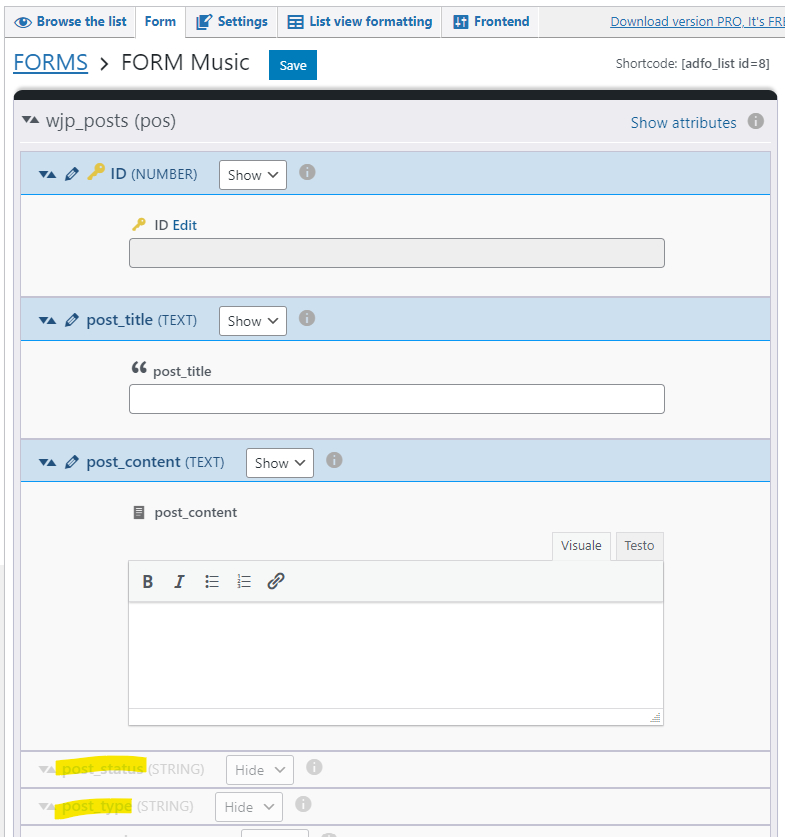 Browse the list Form Settings List view formatting Frontend Download version PRO, It's FRE
FORMS > FORM Music Save Shortcode: [adfo_list id=8]
wjp_posts (pos) Show attributes
ID (NUMBER) Show
ID Edit
post_title (TEXT) Show
post_title
post_content (TEXT) Show
post_content
Visuale Testo
B I
post_status (STRING) Hide
post_type (STRING) Hide